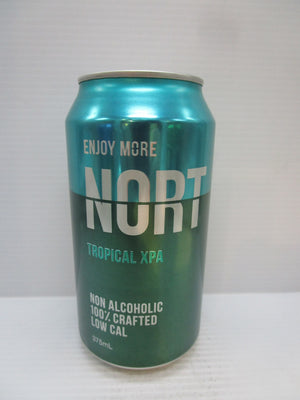 ENJOY MORE
NORT
TROPICAL XPA
NON ALCOHOLIC
100% CRAFTED
LOW CAL
375mL